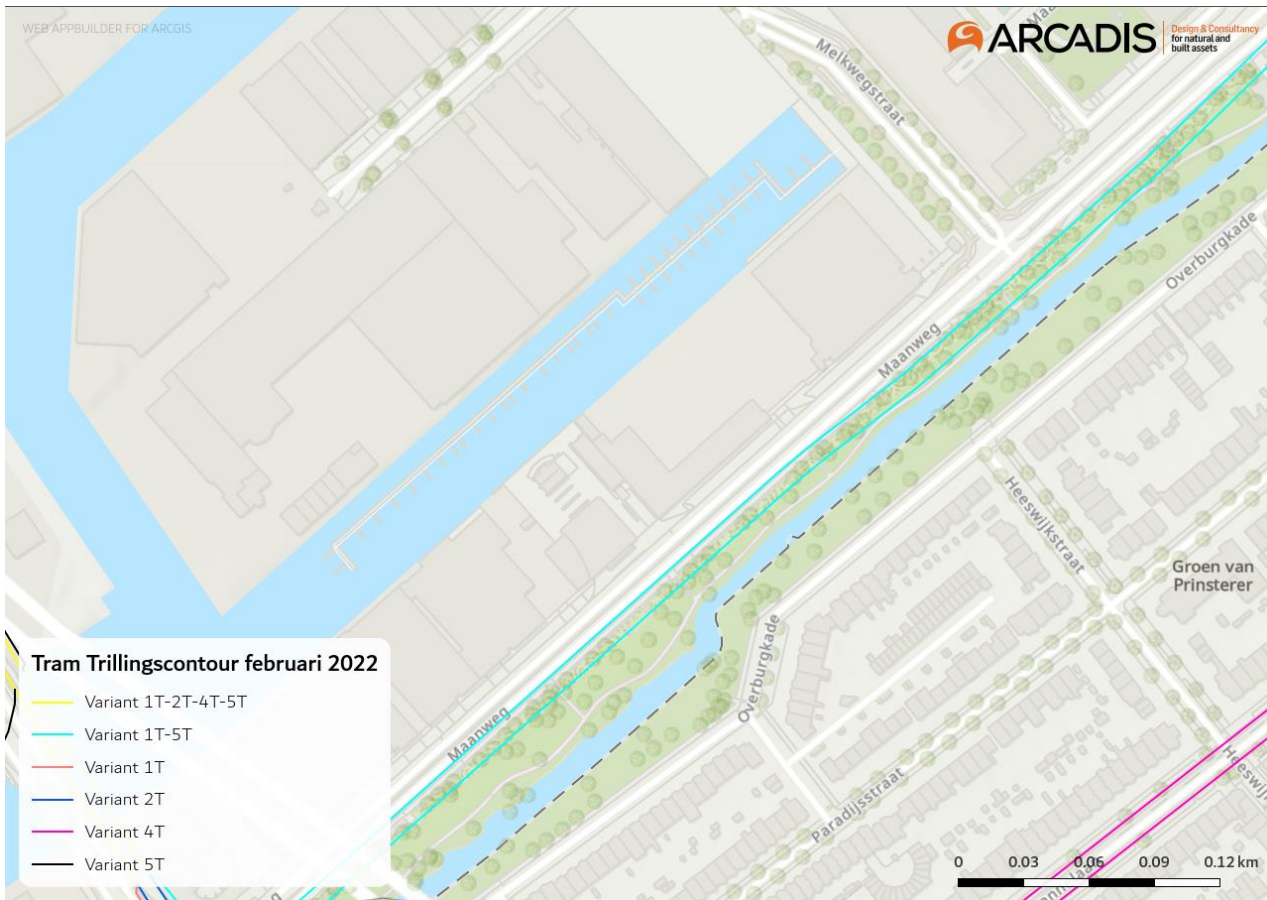 WEB APPBUILDER FOR ARCGIS
ARCADIS
Design & Consultancy
for natural and
built assets
Melkwegstraat
Overburgkade
Maanweg
Heeswijkstraat
Groen van
Prinsterer
Overburgkade
Maanweg
Paradijsstraat
Tram Trillingscontour februari 2022
Variant 1T-2T-4T-5T
Variant 1T-5T
Variant 1T
Variant 2T
Variant 4T
Variant 5T
0 0.03 0.06 0.09 0.12 km